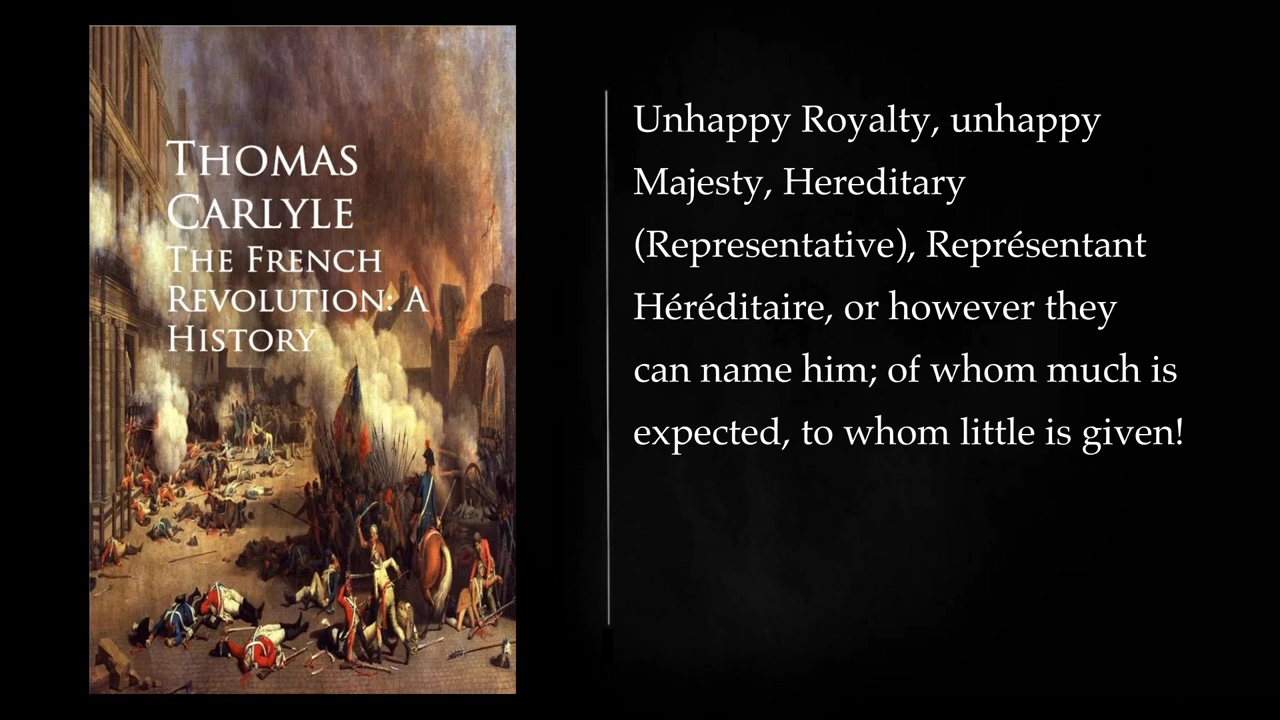 THOMAS
CARLYLE
THE FRENCH
REVOLUTION: A
HISTORY
Unhappy Royalty, unhappy
Majesty, Hereditary
(Representative), Représentant
Héréditaire, or however they
can name him; of whom much is
expected, to whom little is given!